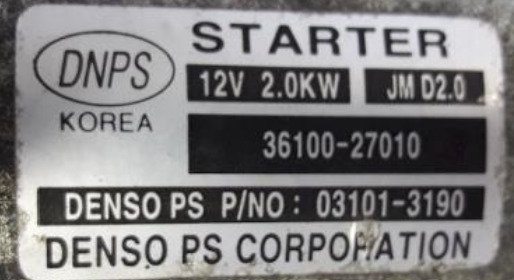 STARTER
DNPS
12V 2.0KW JM D2.0
KOREA
36100-27010
DENSO PS P/NO : 03101-3190
DENSO PS CORPORATION